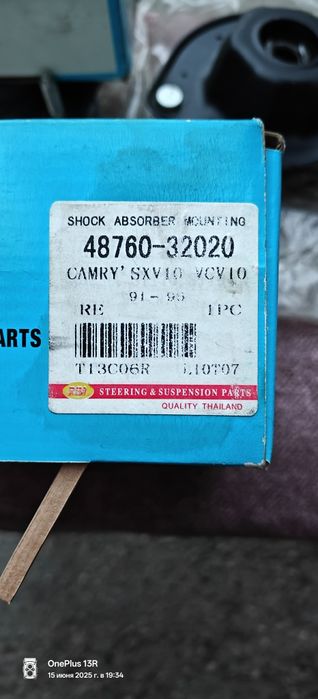 SHOCK ABSORBER MOUNTING
48760-32020
CAMRY' SXV10 VCV10
91-96
RE 1PC
ARTS
T13C06R L10T07
RBI STEERING & SUSPENSION PARTS
QUALITY THAILAND
OnePlus 13R
15 июня 2025 г. в 19:34